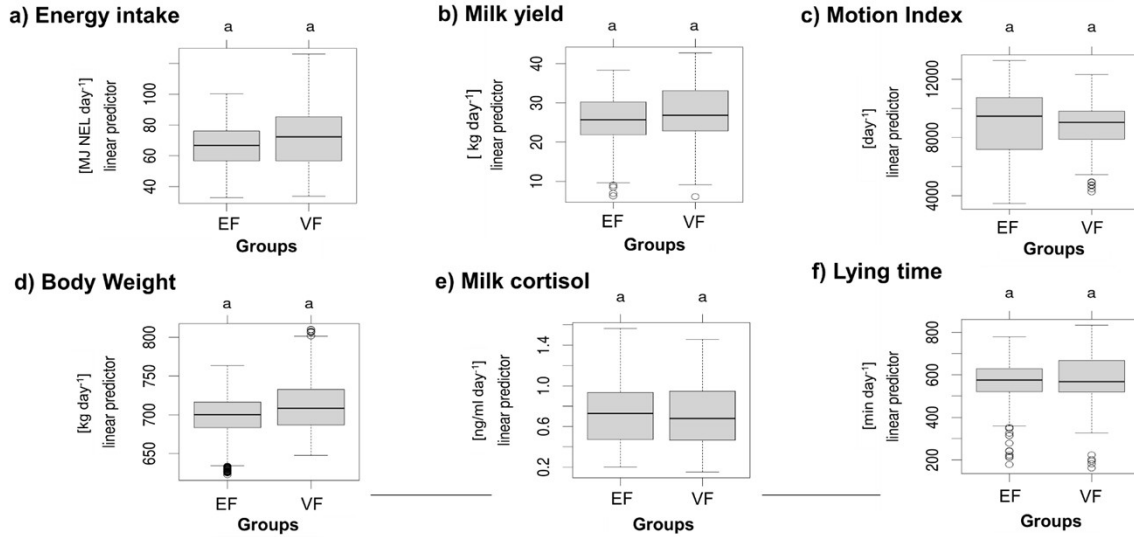 a) Energy intake
a a
[MJ NEL day⁻¹]
linear predictor
40 60 80 100
EF VF
Groups
b) Milk yield
a a
[ kg day⁻¹]
linear predictor
10 20 30 40
EF VF
Groups
c) Motion Index
a a
[day⁻¹]
linear predictor
4000 8000 12000
EF VF
Groups
d) Body Weight
a a
[kg day⁻¹]
linear predictor
650 700 750 800
EF VF
Groups
e) Milk cortisol
a a
[ng/ml day⁻¹]
linear predictor
0.2 0.6 1.0 1.4
EF VF
Groups
f) Lying time
a a
[min day⁻¹]
linear predictor
200 400 600 800
EF VF
Groups